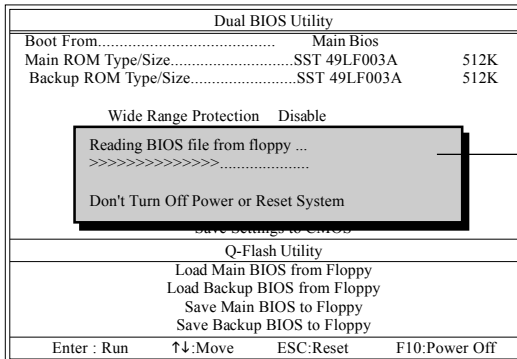 Dual BIOS Utility
Boot From........................................ Main Bios
Main ROM Type/Size...........................SST 49LF003A 512K
Backup ROM Type/Size........................SST 49LF003A 512K
Wide Range Protection Disable
Reading BIOS file from floppy ...
>>>>>>>>>>>>>>.....................
Don't Turn Off Power or Reset System
Save Settings to CMOS
Q-Flash Utility
Load Main BIOS from Floppy
Load Backup BIOS from Floppy
Save Main BIOS to Floppy
Save Backup BIOS to Floppy
Enter : Run ↑↓:Move ESC:Reset F10:Power Off